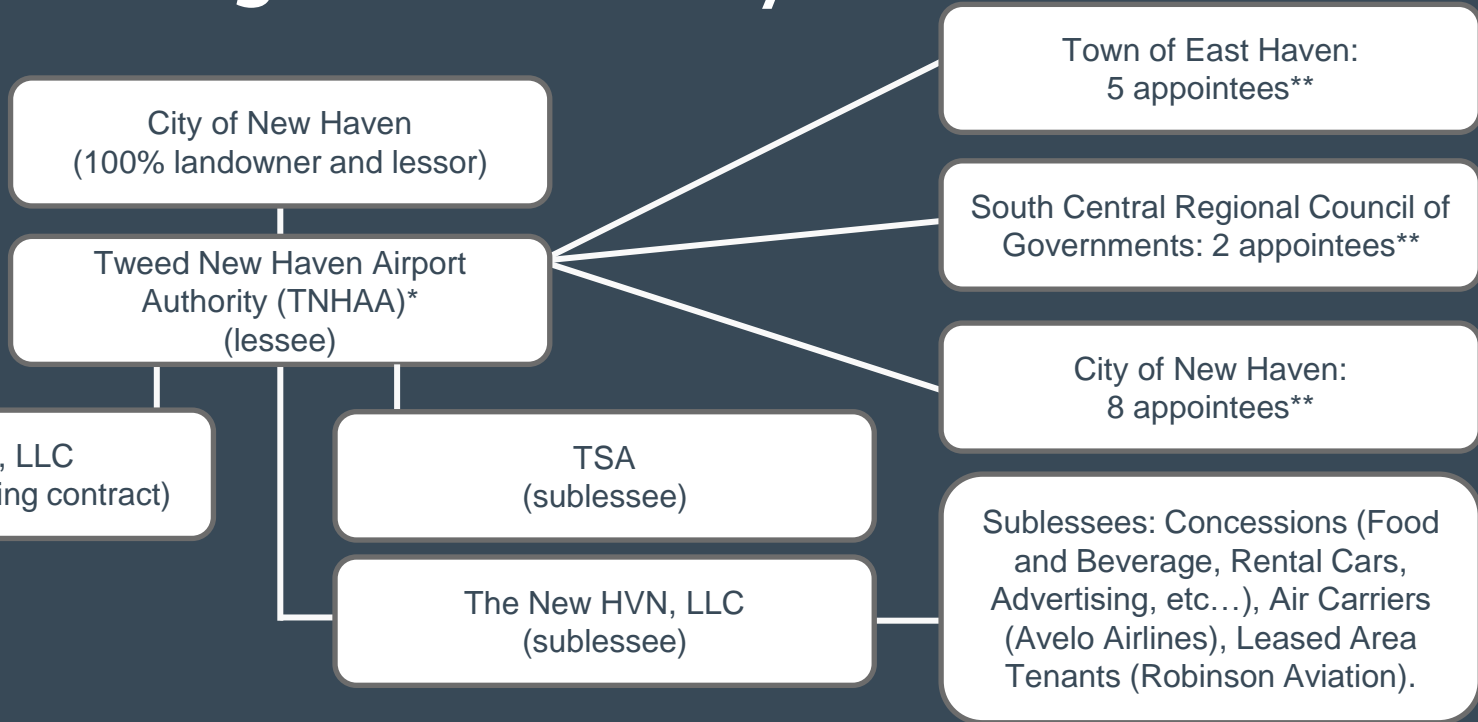 City of New Haven
(100% landowner and lessor)
Tweed New Haven Airport
Authority (TNHAA)*
(lessee)
, LLC
ing contract)
TSA
(sublessee)
The New HVN, LLC
(sublessee)
Town of East Haven:
5 appointees**
South Central Regional Council of
Governments: 2 appointees**
City of New Haven:
8 appointees**
Sublessees: Concessions (Food
and Beverage, Rental Cars,
Advertising, etc…), Air Carriers
(Avelo Airlines), Leased Area
Tenants (Robinson Aviation).